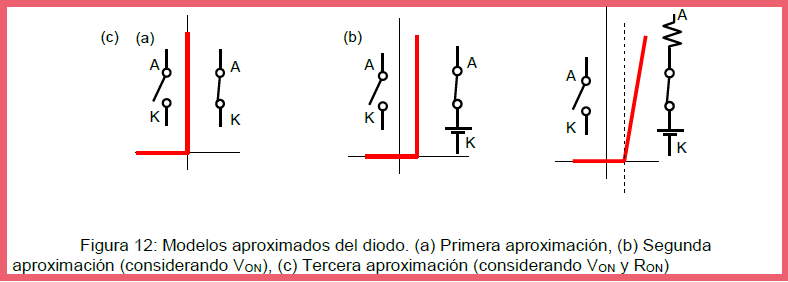 (c) (a)
(b)
A
A
A
A
A
A
K
K
K
K
K
K
Figura 12: Modelos aproximados del diodo. (a) Primera aproximación, (b) Segunda
aproximación (considerando VON), (c) Tercera aproximación (considerando VON y RON)